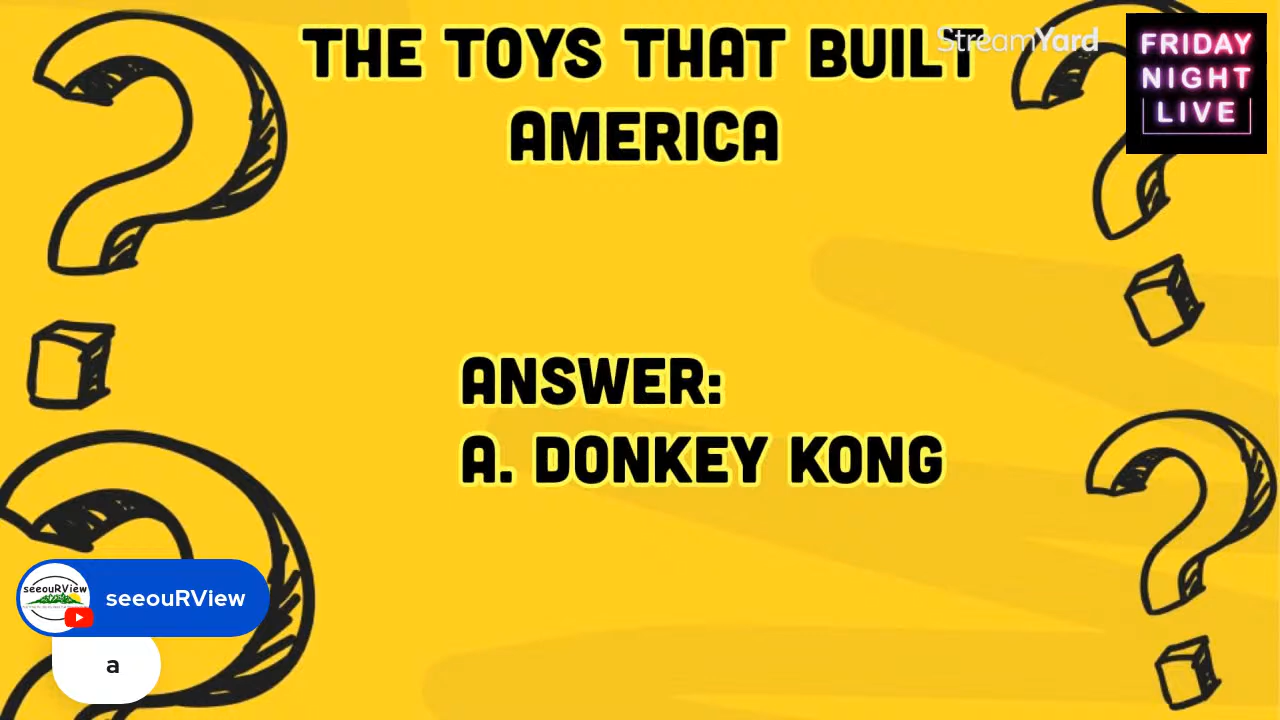 THE TOYS THAT BUILT
AMERICA
StreamYard
FRIDAY
NIGHT
LIVE
ANSWER:
A. DONKEY KONG
seeouRView
seeouRView
a